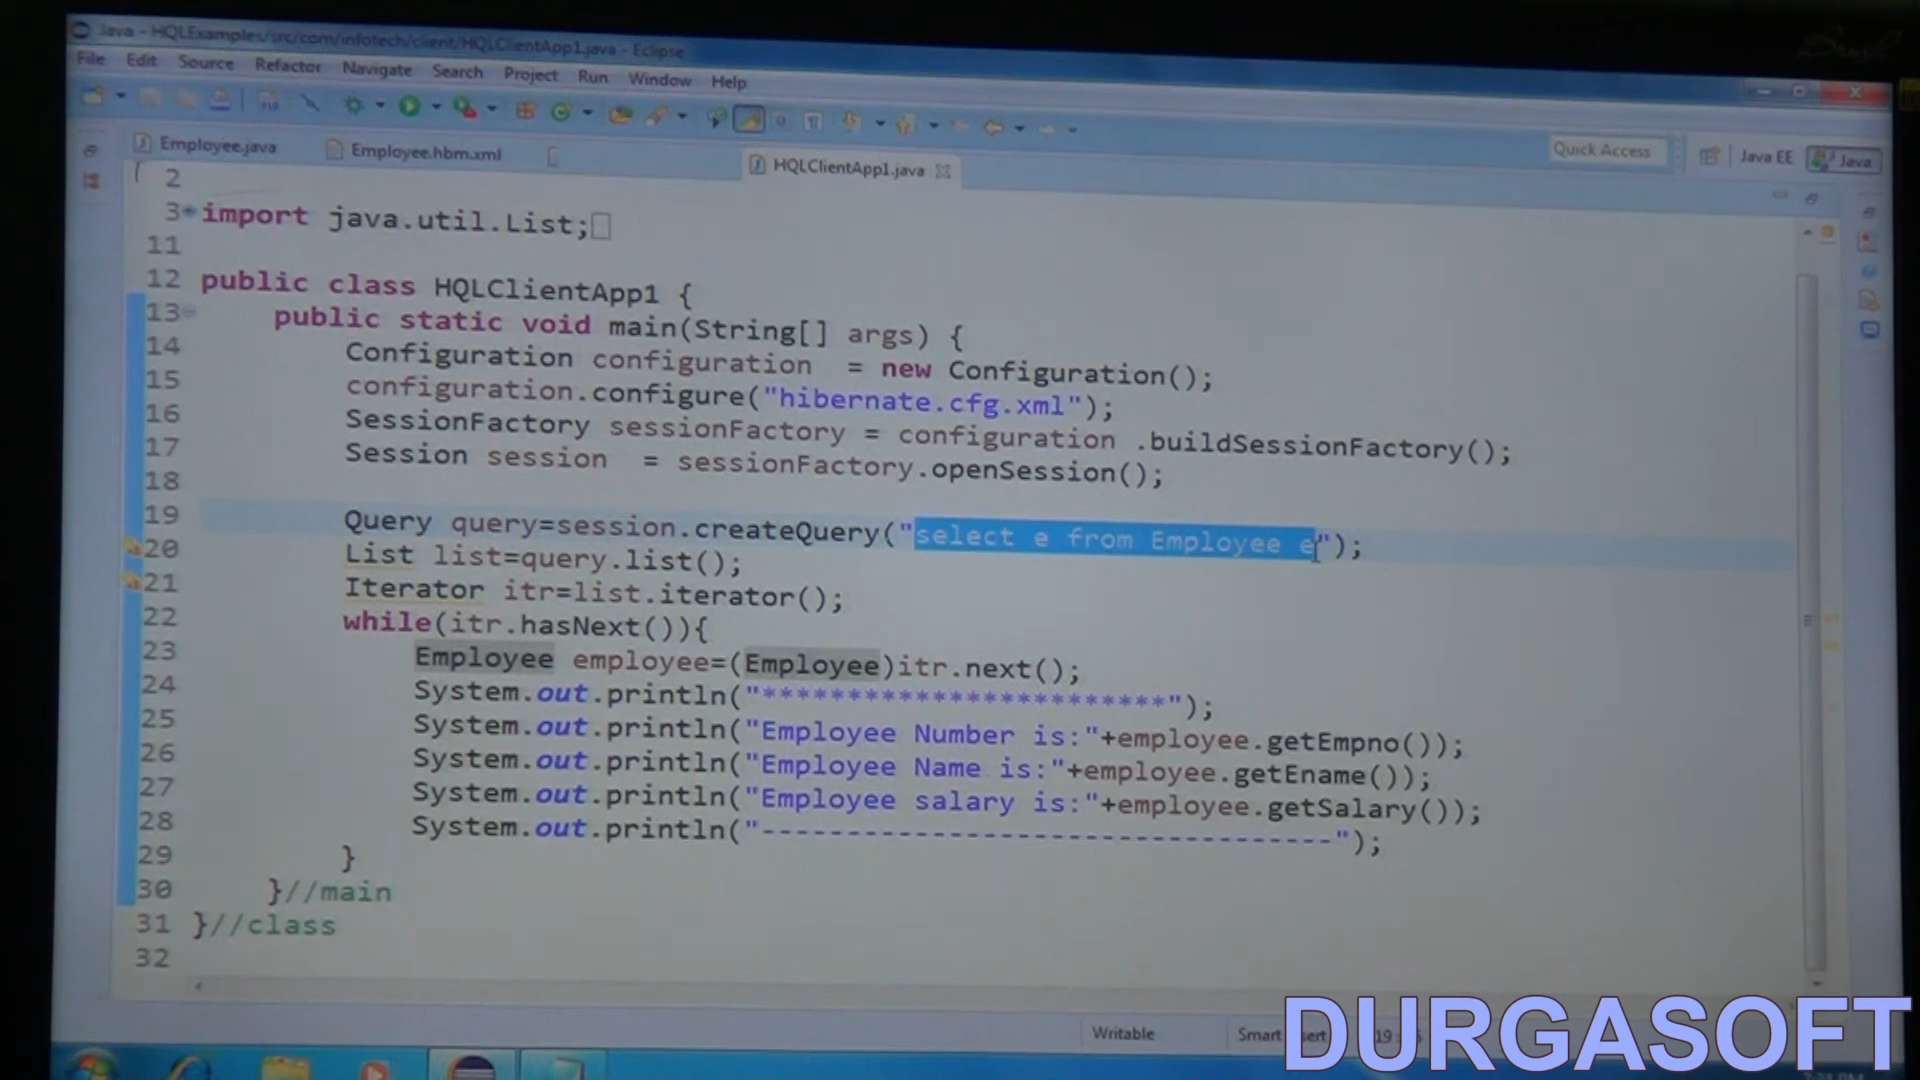 Java - HQLExamples/src/com/infotech/client/HQLClientApp1.java - Eclipse
File Edit Source Refactor Navigate Search Project Run Window Help
Quick Access Java EE Java
Employee.java Employee.hbm.xml HQLClientApp1.java
2
3 import java.util.List;
11
12 public class HQLClientApp1 {
13 public static void main(String[] args) {
14 Configuration configuration = new Configuration();
15 configuration.configure("hibernate.cfg.xml");
16 SessionFactory sessionFactory = configuration .buildSessionFactory();
17 Session session = sessionFactory.openSession();
18
19 Query query=session.createQuery("select e from Employee e");
20 List list=query.list();
21 Iterator itr=list.iterator();
22 while(itr.hasNext()){
23 Employee employee=(Employee)itr.next();
24 System.out.println("************************");
25 System.out.println("Employee Number is:"+employee.getEmpno());
26 System.out.println("Employee Name is:"+employee.getEname());
27 System.out.println("Employee salary is:"+employee.getSalary());
28 System.out.println("----------------------------------");
29 }
30 }//main
31 }//class
32
Writable Smart
DURGASOFT